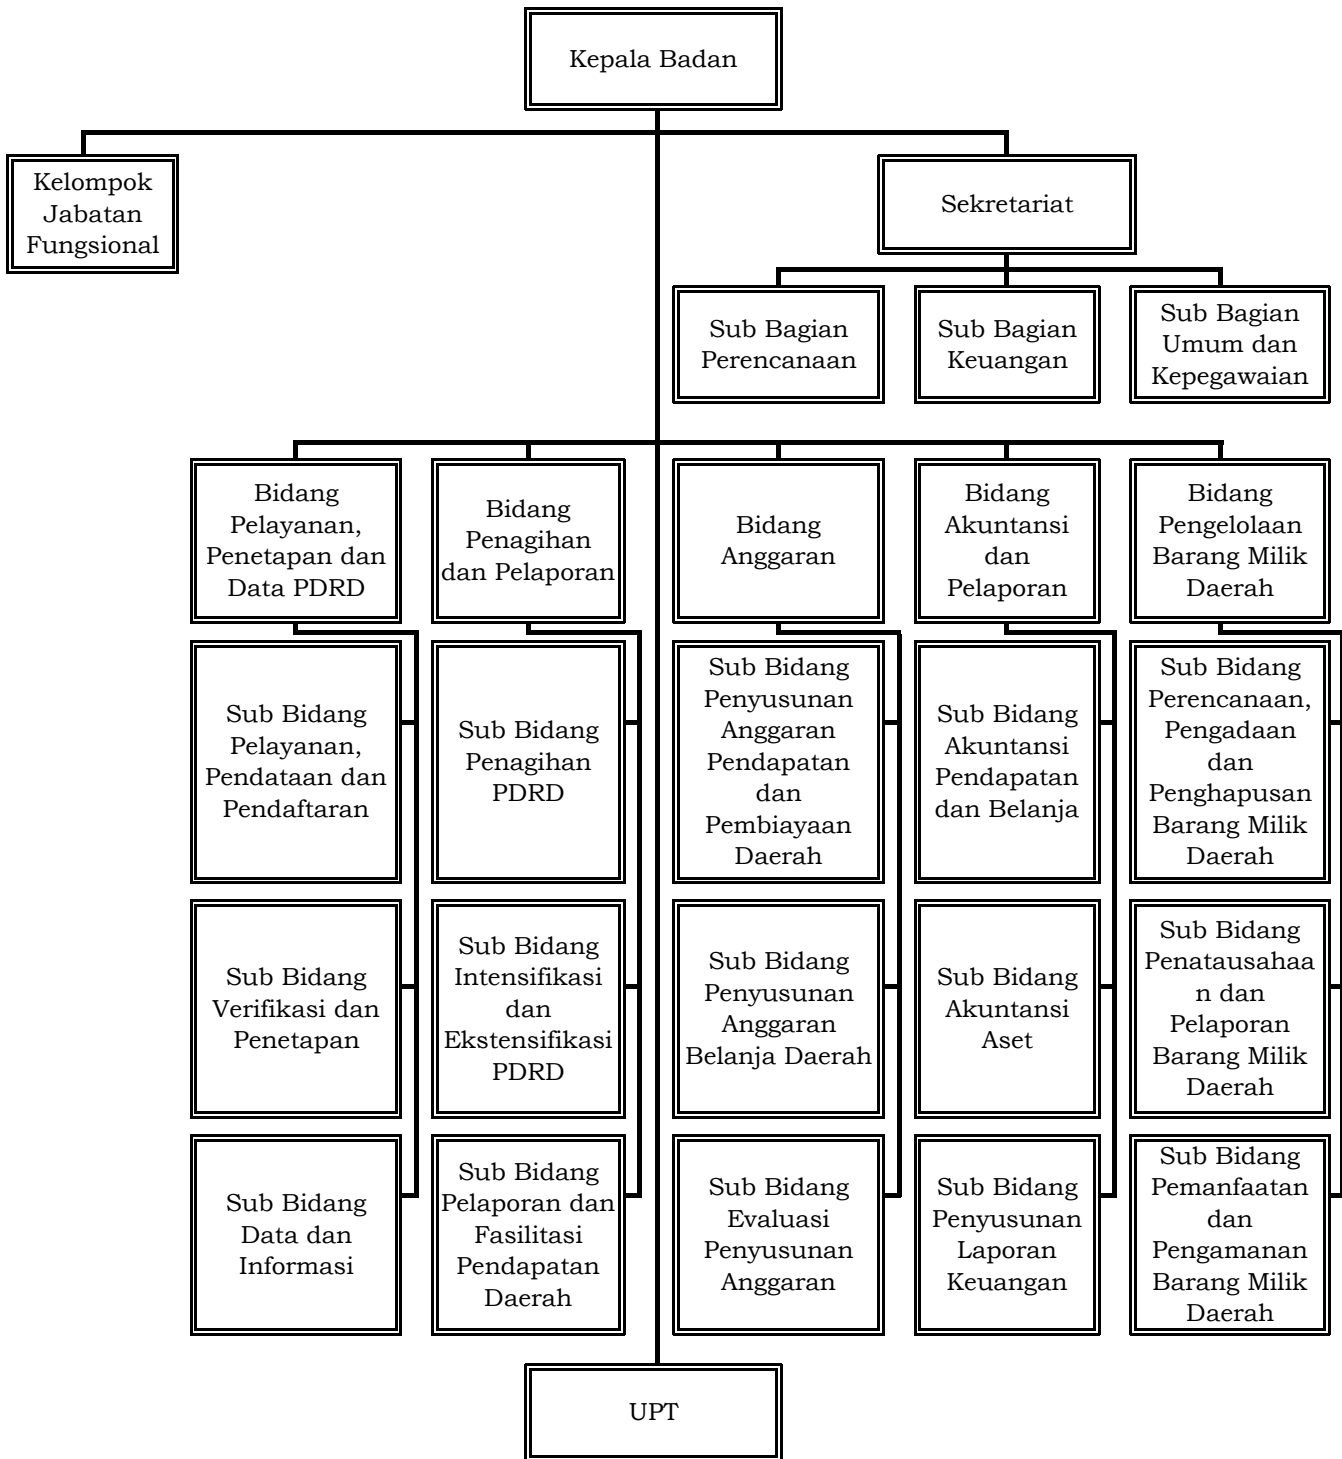 Kepala Badan
Kelompok
Jabatan
Fungsional
Sekretariat
Sub Bagian
Perencanaan
Sub Bagian
Keuangan
Sub Bagian
Umum dan
Kepegawaian
Bidang
Pelayanan,
Penetapan dan
Data PDRD
Bidang
Penagihan
dan Pelaporan
Bidang
Anggaran
Bidang
Akuntansi
dan
Pelaporan
Bidang
Pengelolaan
Barang Milik
Daerah
Sub Bidang
Pelayanan,
Pendataan dan
Pendaftaran
Sub Bidang
Penagihan
PDRD
Sub Bidang
Penyusunan
Anggaran
Pendapatan
dan
Pembiayaan
Daerah
Sub Bidang
Akuntansi
Pendapatan
dan Belanja
Sub Bidang
Perencanaan,
Pengadaan
dan
Penghapusan
Barang Milik
Daerah
Sub Bidang
Verifikasi dan
Penetapan
Sub Bidang
Intensifikasi
dan
Ekstensifikasi
PDRD
Sub Bidang
Penyusunan
Anggaran
Belanja Daerah
Sub Bidang
Akuntansi
Aset
Sub Bidang
Penatausahaa
n dan
Pelaporan
Barang Milik
Daerah
Sub Bidang
Data dan
Informasi
Sub Bidang
Pelaporan dan
Fasilitasi
Pendapatan
Daerah
Sub Bidang
Evaluasi
Penyusunan
Anggaran
Sub Bidang
Penyusunan
Laporan
Keuangan
Sub Bidang
Pemanfaatan
dan
Pengamanan
Barang Milik
Daerah
UPT